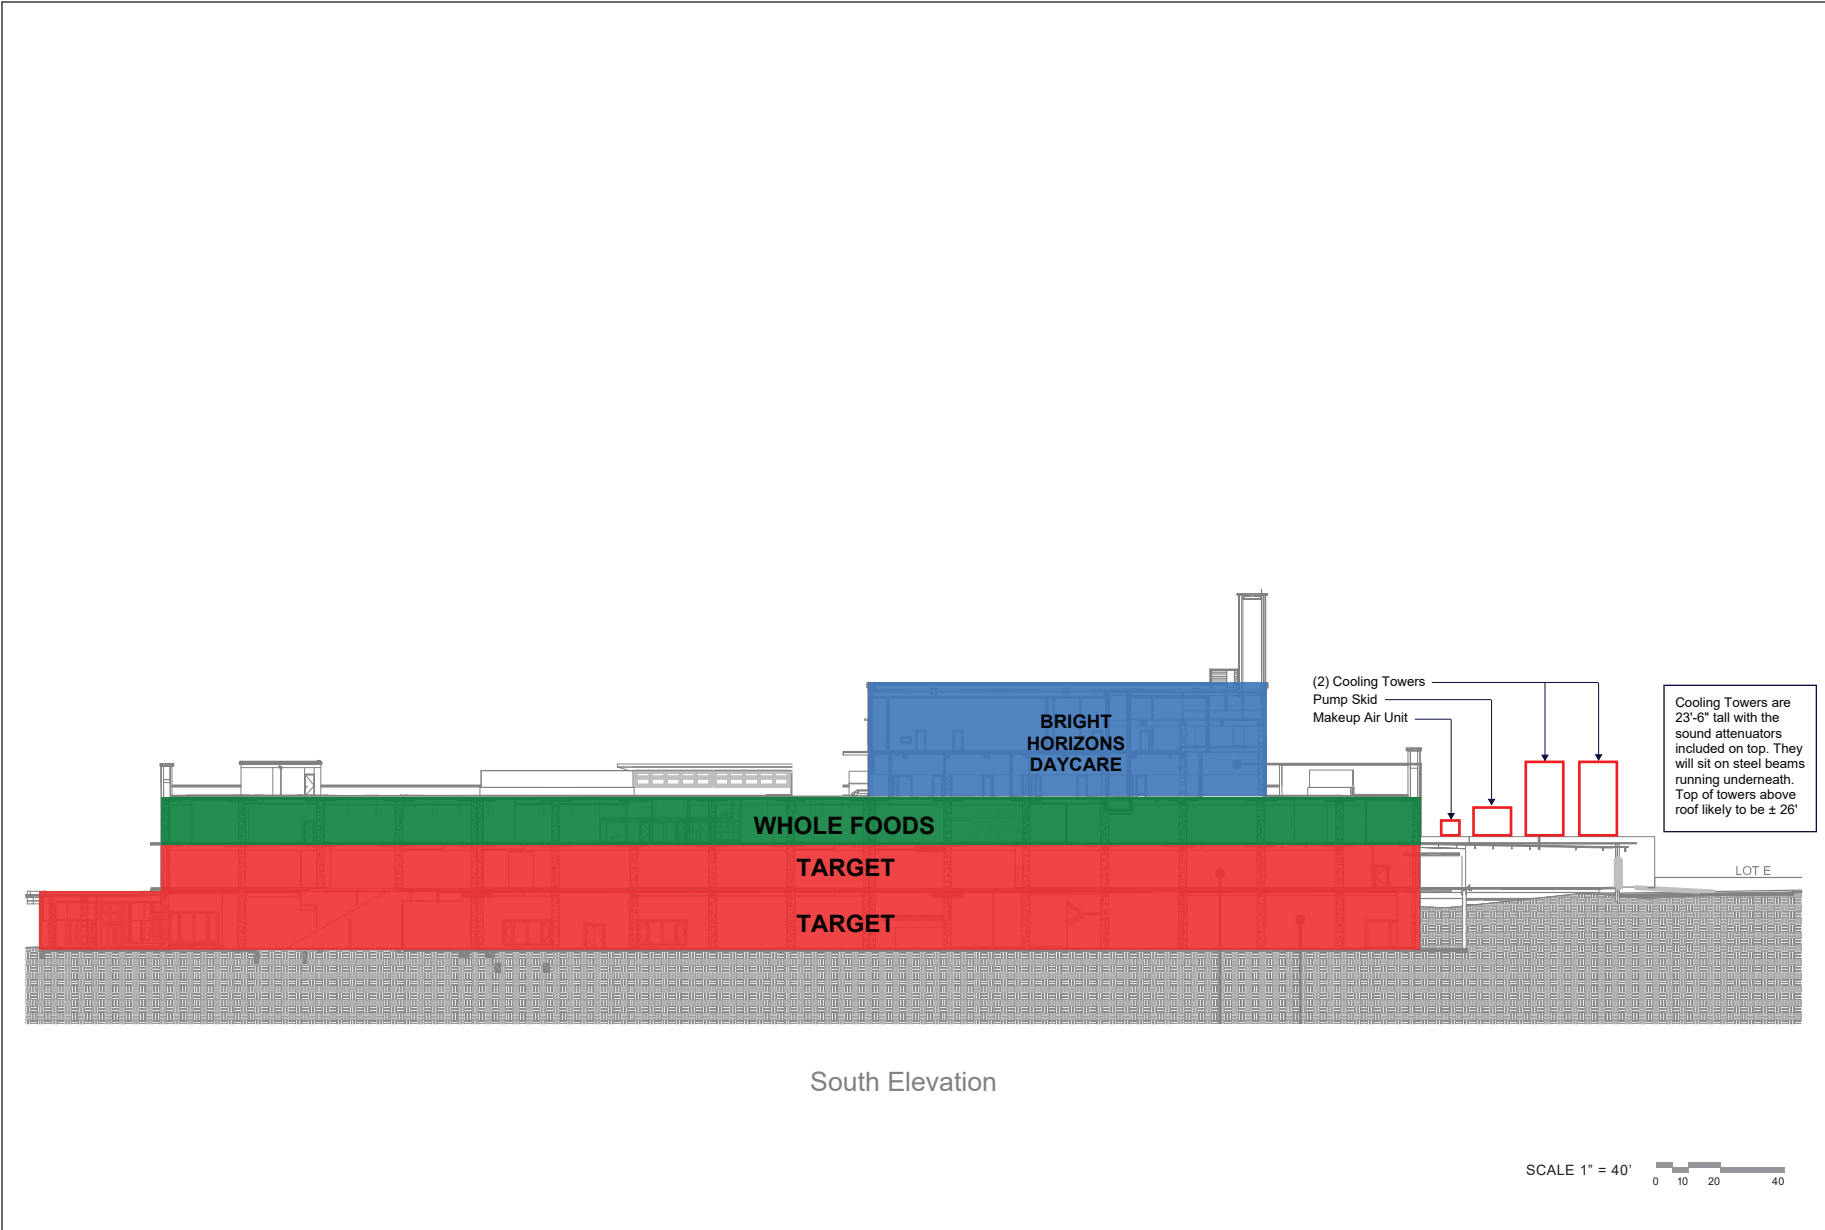 BRIGHT
HORIZONS
DAYCARE
(2) Cooling Towers
Pump Skid
Makeup Air Unit
Cooling Towers are
23'-6" tall with the
sound attenuators
included on top. They
will sit on steel beams
running underneath.
Top of towers above
roof likely to be ± 26'
WHOLE FOODS
TARGET
TARGET
LOT E
South Elevation
SCALE 1" = 40'
0 10 20 40